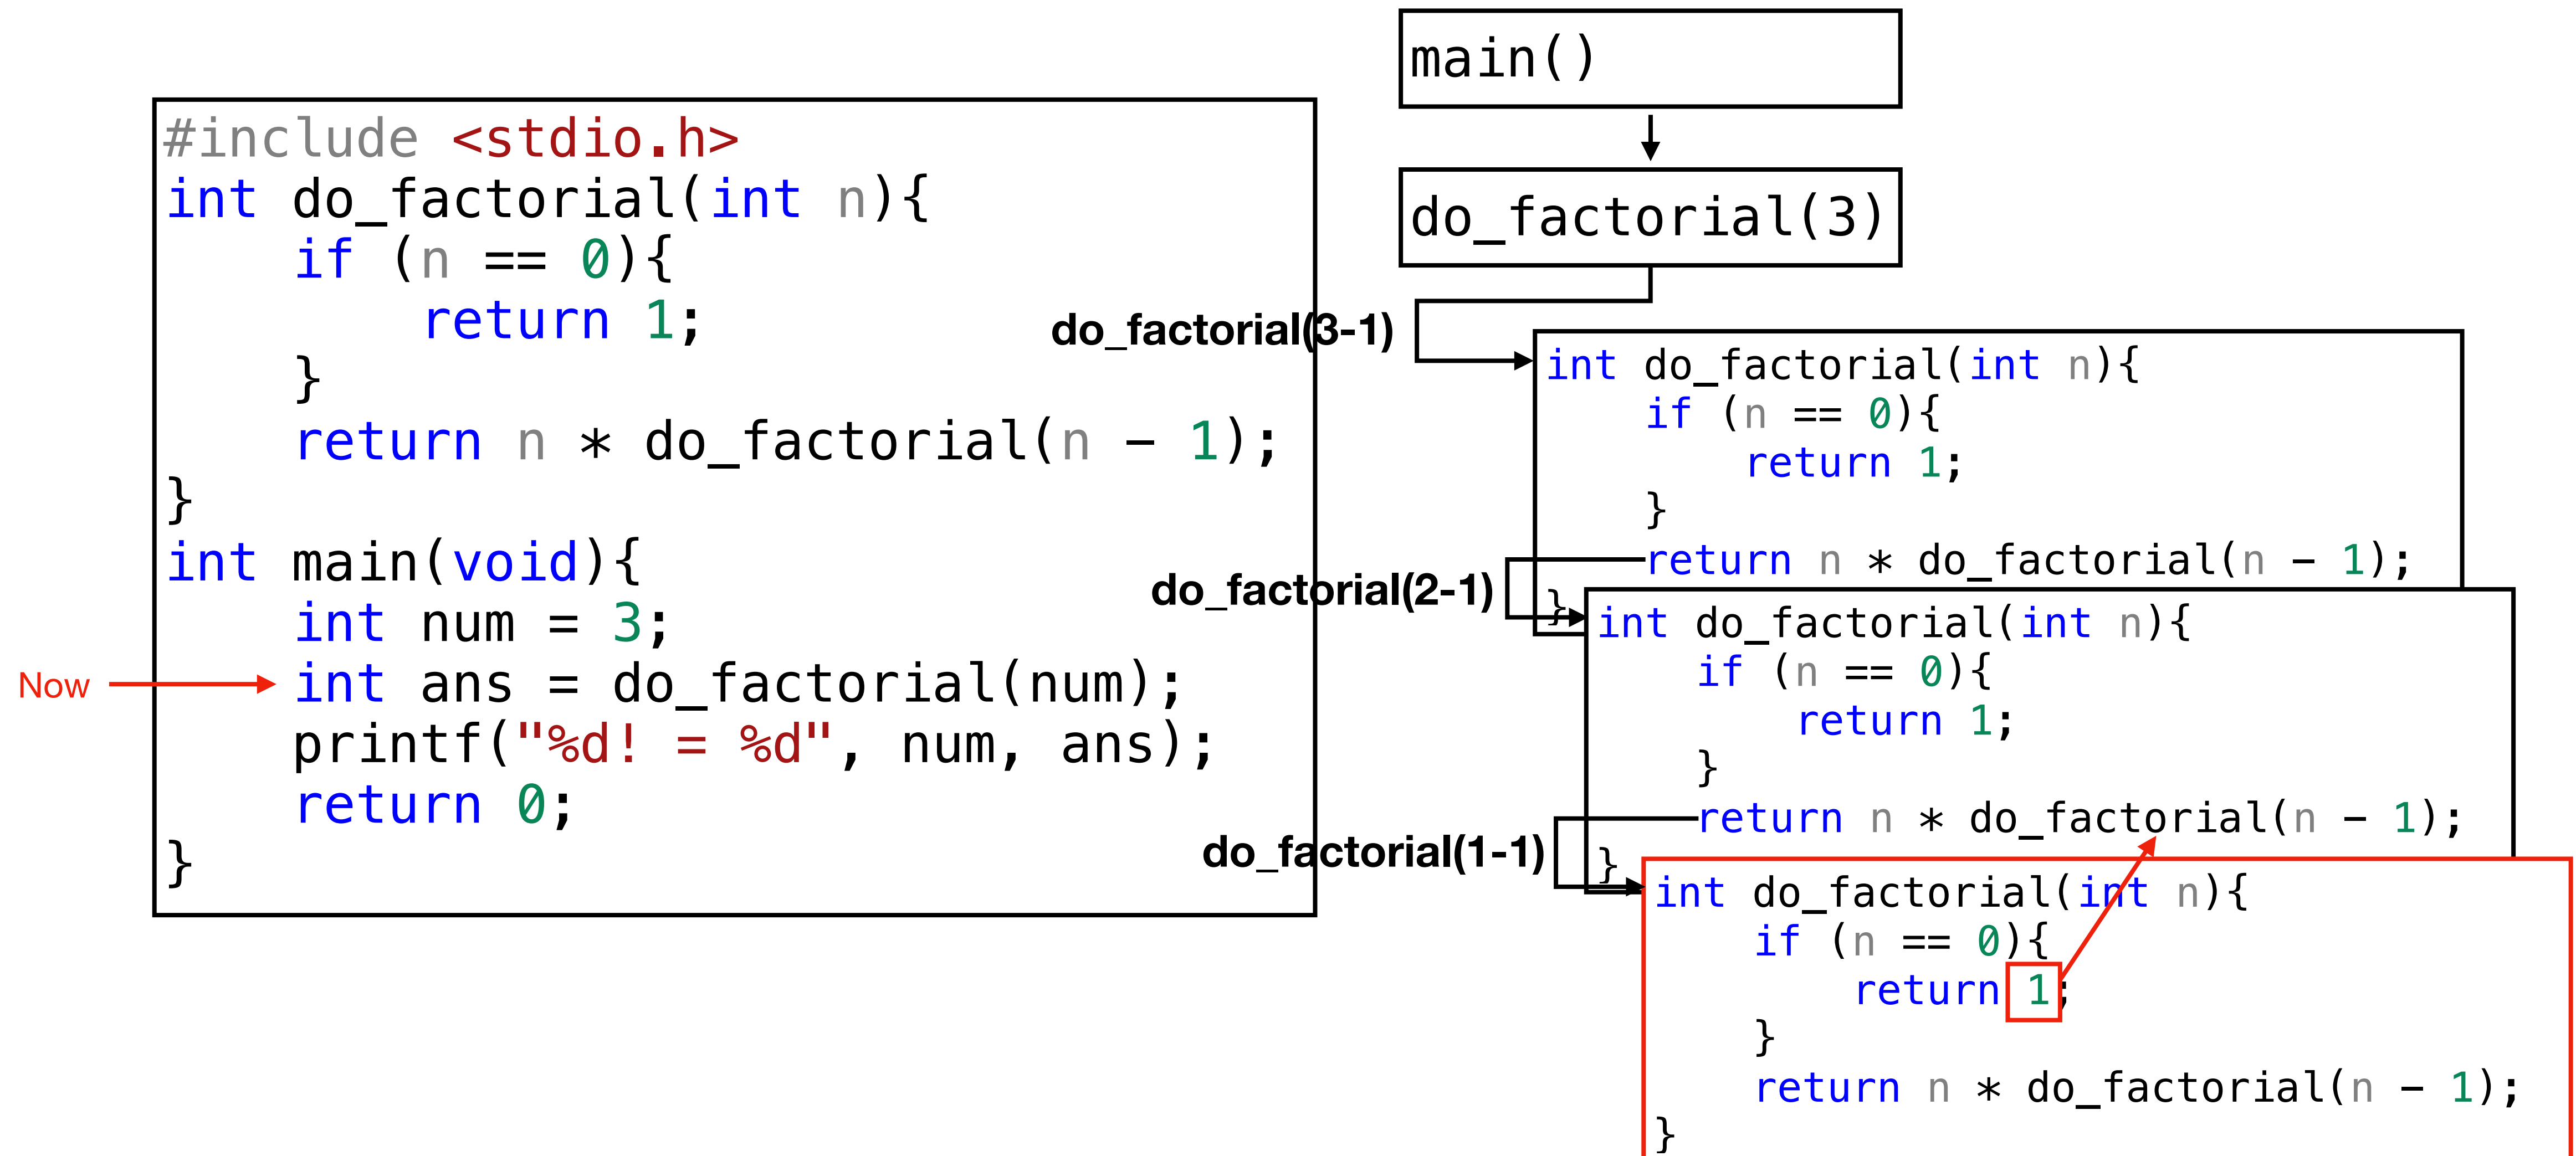 #include <stdio.h>
int do_factorial(int n){
if (n == 0){
return 1;
}
return n * do_factorial(n - 1);
}
int main(void){
int num = 3;
Now
int ans = do_factorial(num);
printf("%d! = %d", num, ans);
return 0;
}
main()
do_factorial(3)
do_factorial(3-1)
int do_factorial(int n){
if (n == 0){
return 1;
}
return n * do_factorial(n - 1);
}
do_factorial(2-1)
int do_factorial(int n){
if (n == 0){
return 1;
}
return n * do_factorial(n - 1);
}
do_factorial(1-1)
int do_factorial(int n){
if (n == 0){
return 1;
}
return n * do_factorial(n - 1);
}